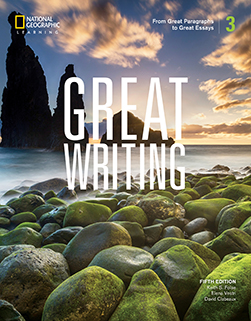 NATIONAL
GEOGRAPHIC
LEARNING
From Great Paragraphs
to Great Essays
3
GREAT
WRITING
FIFTH EDITION
Keith S. Folse
Elena Vestri
David Clabeaux